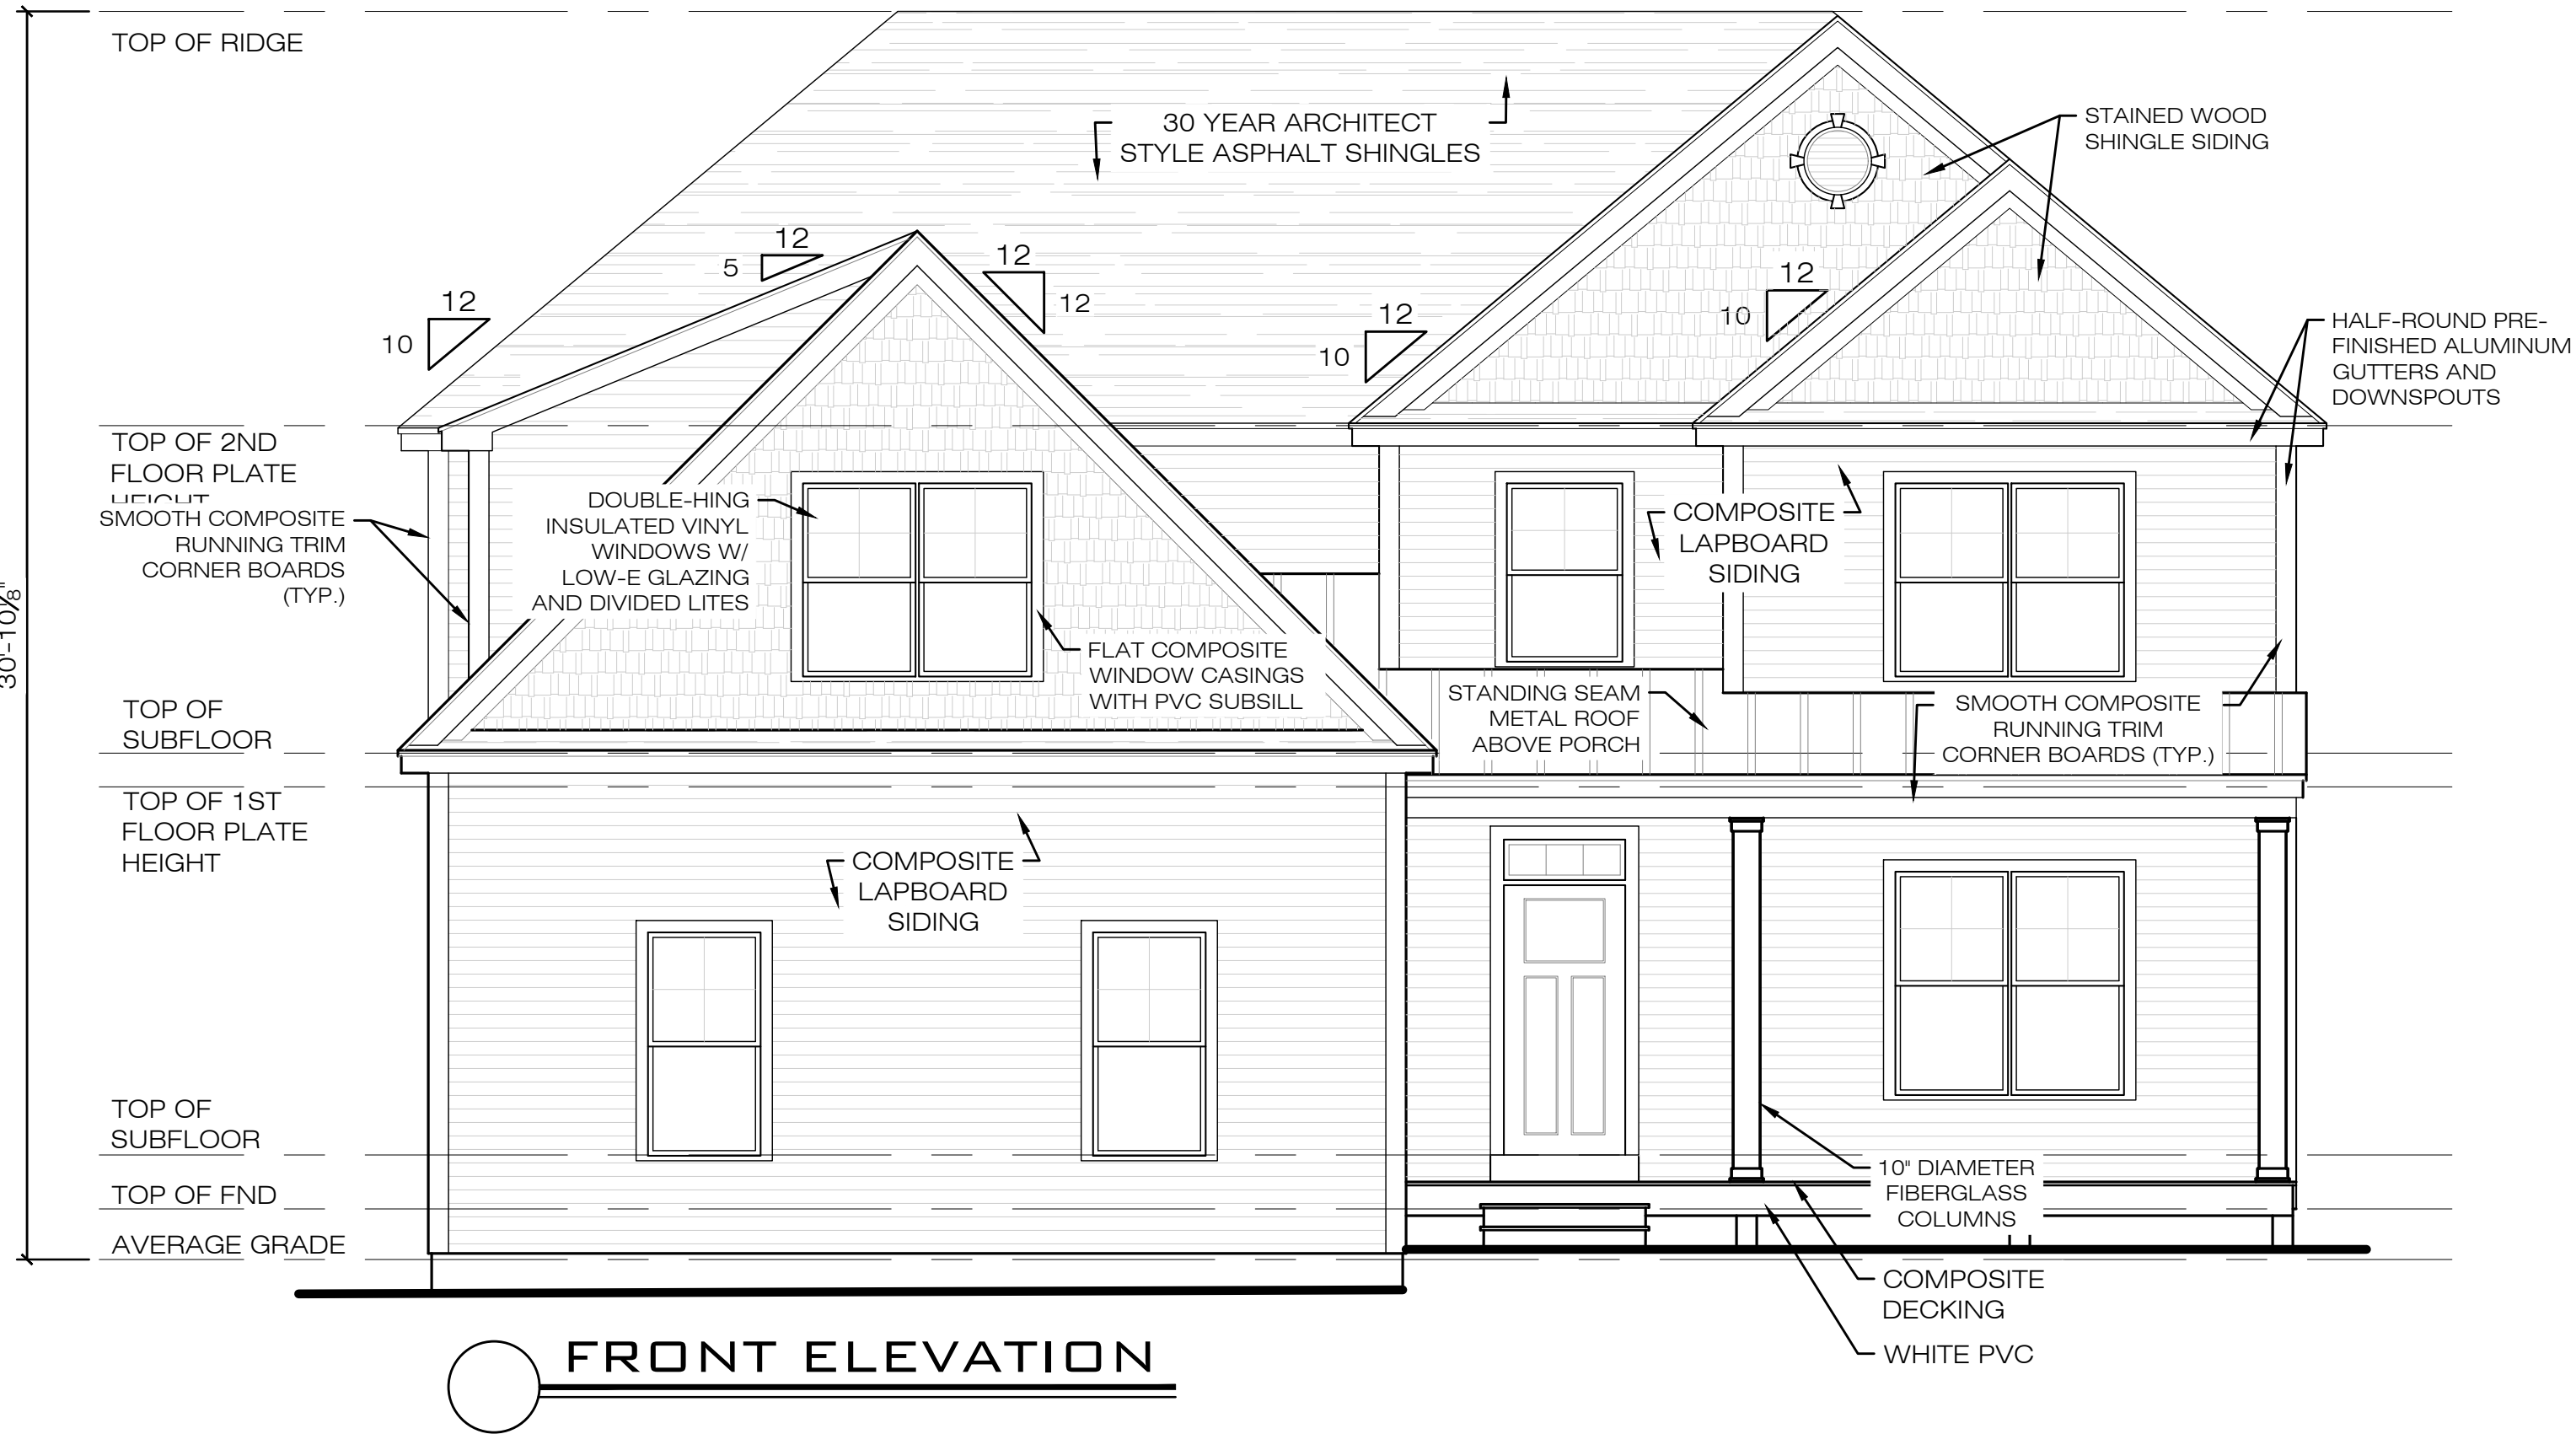 TOP OF RIDGE
30 YEAR ARCHITECT
STYLE ASPHALT SHINGLES
STAINED WOOD
SHINGLE SIDING
12
5
12
12
12
10
12
10
12
10
HALF-ROUND PRE-
FINISHED ALUMINUM
GUTTERS AND
DOWNSPOUTS
TOP OF 2ND
FLOOR PLATE
HEIGHT
SMOOTH COMPOSITE
RUNNING TRIM
CORNER BOARDS
(TYP.)
DOUBLE-HING
INSULATED VINYL
WINDOWS W/
LOW-E GLAZING
AND DIVIDED LITES
COMPOSITE
LAPBOARD
SIDING
30'-10⅛"
FLAT COMPOSITE
WINDOW CASINGS
WITH PVC SUBSILL
STANDING SEAM
METAL ROOF
ABOVE PORCH
SMOOTH COMPOSITE
RUNNING TRIM
CORNER BOARDS (TYP.)
TOP OF
SUBFLOOR
TOP OF 1ST
FLOOR PLATE
HEIGHT
COMPOSITE
LAPBOARD
SIDING
TOP OF
SUBFLOOR
10" DIAMETER
FIBERGLASS
COLUMNS
TOP OF FND
AVERAGE GRADE
COMPOSITE
DECKING
WHITE PVC
FRONT ELEVATION